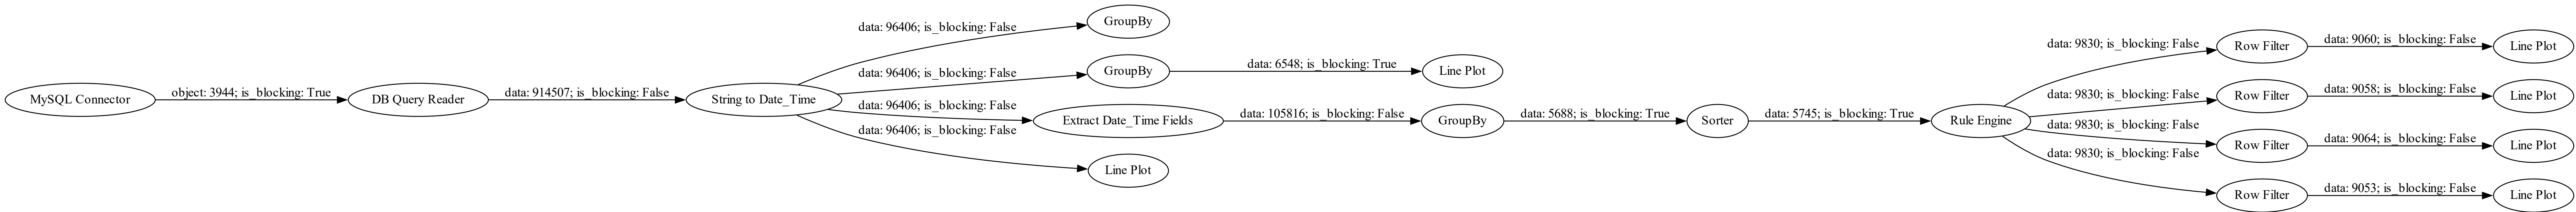 MySQL Connector
object: 3944; is_blocking: True
DB Query Reader
data: 914507; is_blocking: False
String to Date_Time
data: 96406; is_blocking: False
GroupBy
data: 96406; is_blocking: False
GroupBy
data: 6548; is_blocking: True
Line Plot
data: 96406; is_blocking: False
Extract Date_Time Fields
data: 105816; is_blocking: False
GroupBy
data: 5688; is_blocking: True
Sorter
data: 5745; is_blocking: True
Rule Engine
data: 96406; is_blocking: False
Line Plot
data: 9830; is_blocking: False
Row Filter
data: 9060; is_blocking: False
Line Plot
data: 9830; is_blocking: False
Row Filter
data: 9058; is_blocking: False
Line Plot
data: 9830; is_blocking: False
Row Filter
data: 9064; is_blocking: False
Line Plot
data: 9830; is_blocking: False
Row Filter
data: 9053; is_blocking: False
Line Plot